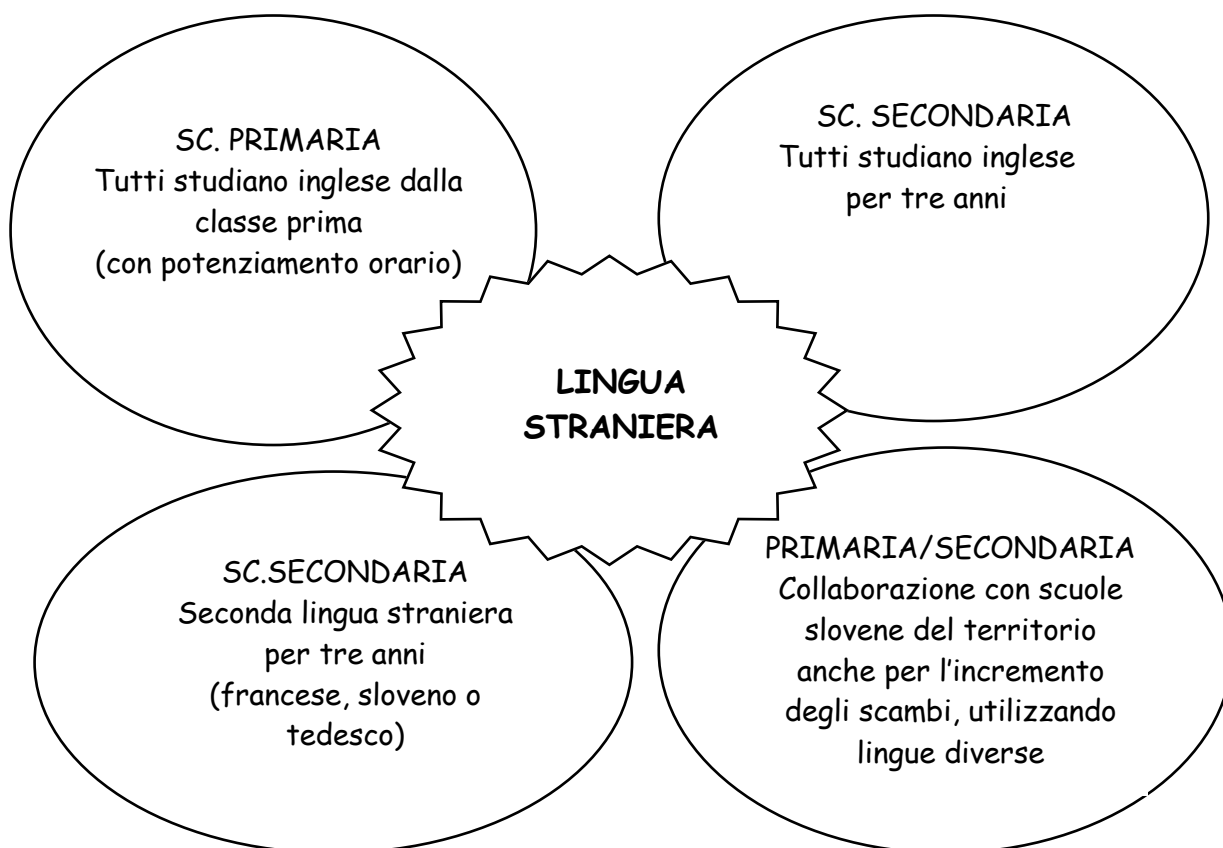 SC. PRIMARIA
Tutti studiano inglese dalla
classe prima
(con potenziamento orario)
SC. SECONDARIA
Tutti studiano inglese
per tre anni
LINGUA
STRANIERA
SC.SECONDARIA
Seconda lingua straniera
per tre anni
(francese, sloveno o
tedesco)
PRIMARIA/SECONDARIA
Collaborazione con scuole
slovene del territorio
anche per l’incremento
degli scambi, utilizzando
lingue diverse